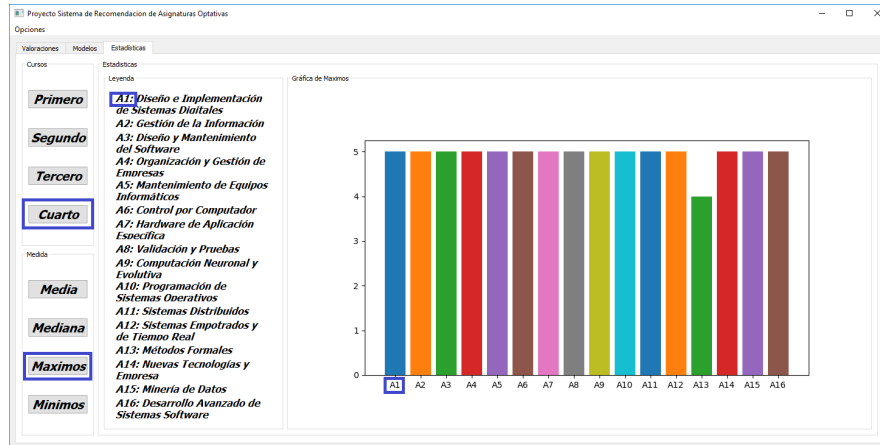 Proyecto Sistema de Recomendacion de Asignaturas Optativas
Opciones
Valoraciones Modelos Estadísticas
Cursos
Primero
Segundo
Tercero
Cuarto
Medida
Media
Mediana
Maximos
Minimos
Estadísticas
Leyenda
A1: Diseño e Implementación
de Sistemas Digitales
A2: Gestión de la Información
A3: Diseño y Mantenimiento
del Software
A4: Organización y Gestión de
Empresas
A5: Mantenimiento de Equipos
Informáticos
A6: Control por Computador
A7: Hardware de Aplicación
Específica
A8: Validación y Pruebas
A9: Computación Neuronal y
Evolutiva
A10: Programación de
Sistemas Operativos
A11: Sistemas Distribuidos
A12: Sistemas Empotrados y
de Tiempo Real
A13: Métodos Formales
A14: Nuevas Tecnologías y
Empresa
A15: Minería de Datos
A16: Desarrollo Avanzado de
Sistemas Software
Gráfica de Maximos
5
4
3
2
1
0
A1 A2 A3 A4 A5 A6 A7 A8 A9 A10 A11 A12 A13 A14 A15 A16